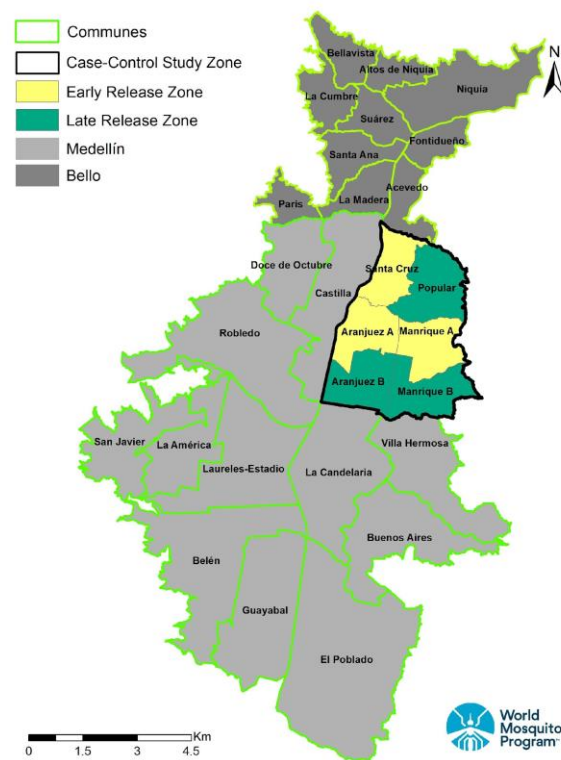 Communes
Case-Control Study Zone
Early Release Zone
Late Release Zone
Medellín
Bello
N
Bellavista
Altos de Niquía
Niquía
La Cumbre
Suárez
Fontidueño
Santa Ana
Acevedo
La Madera
Paris
Doce de Octubre
Santa Cruz
Castilla
Popular
Robledo
Aranjuez A
Manrique A
Aranjuez B
Manrique B
San Javier
La América
Villa Hermosa
Laureles-Estadio
La Candelaria
Buenos Aires
Belén
Guayabal
El Poblado
Km
0 1.5 3 4.5
World
Mosquito
Program™